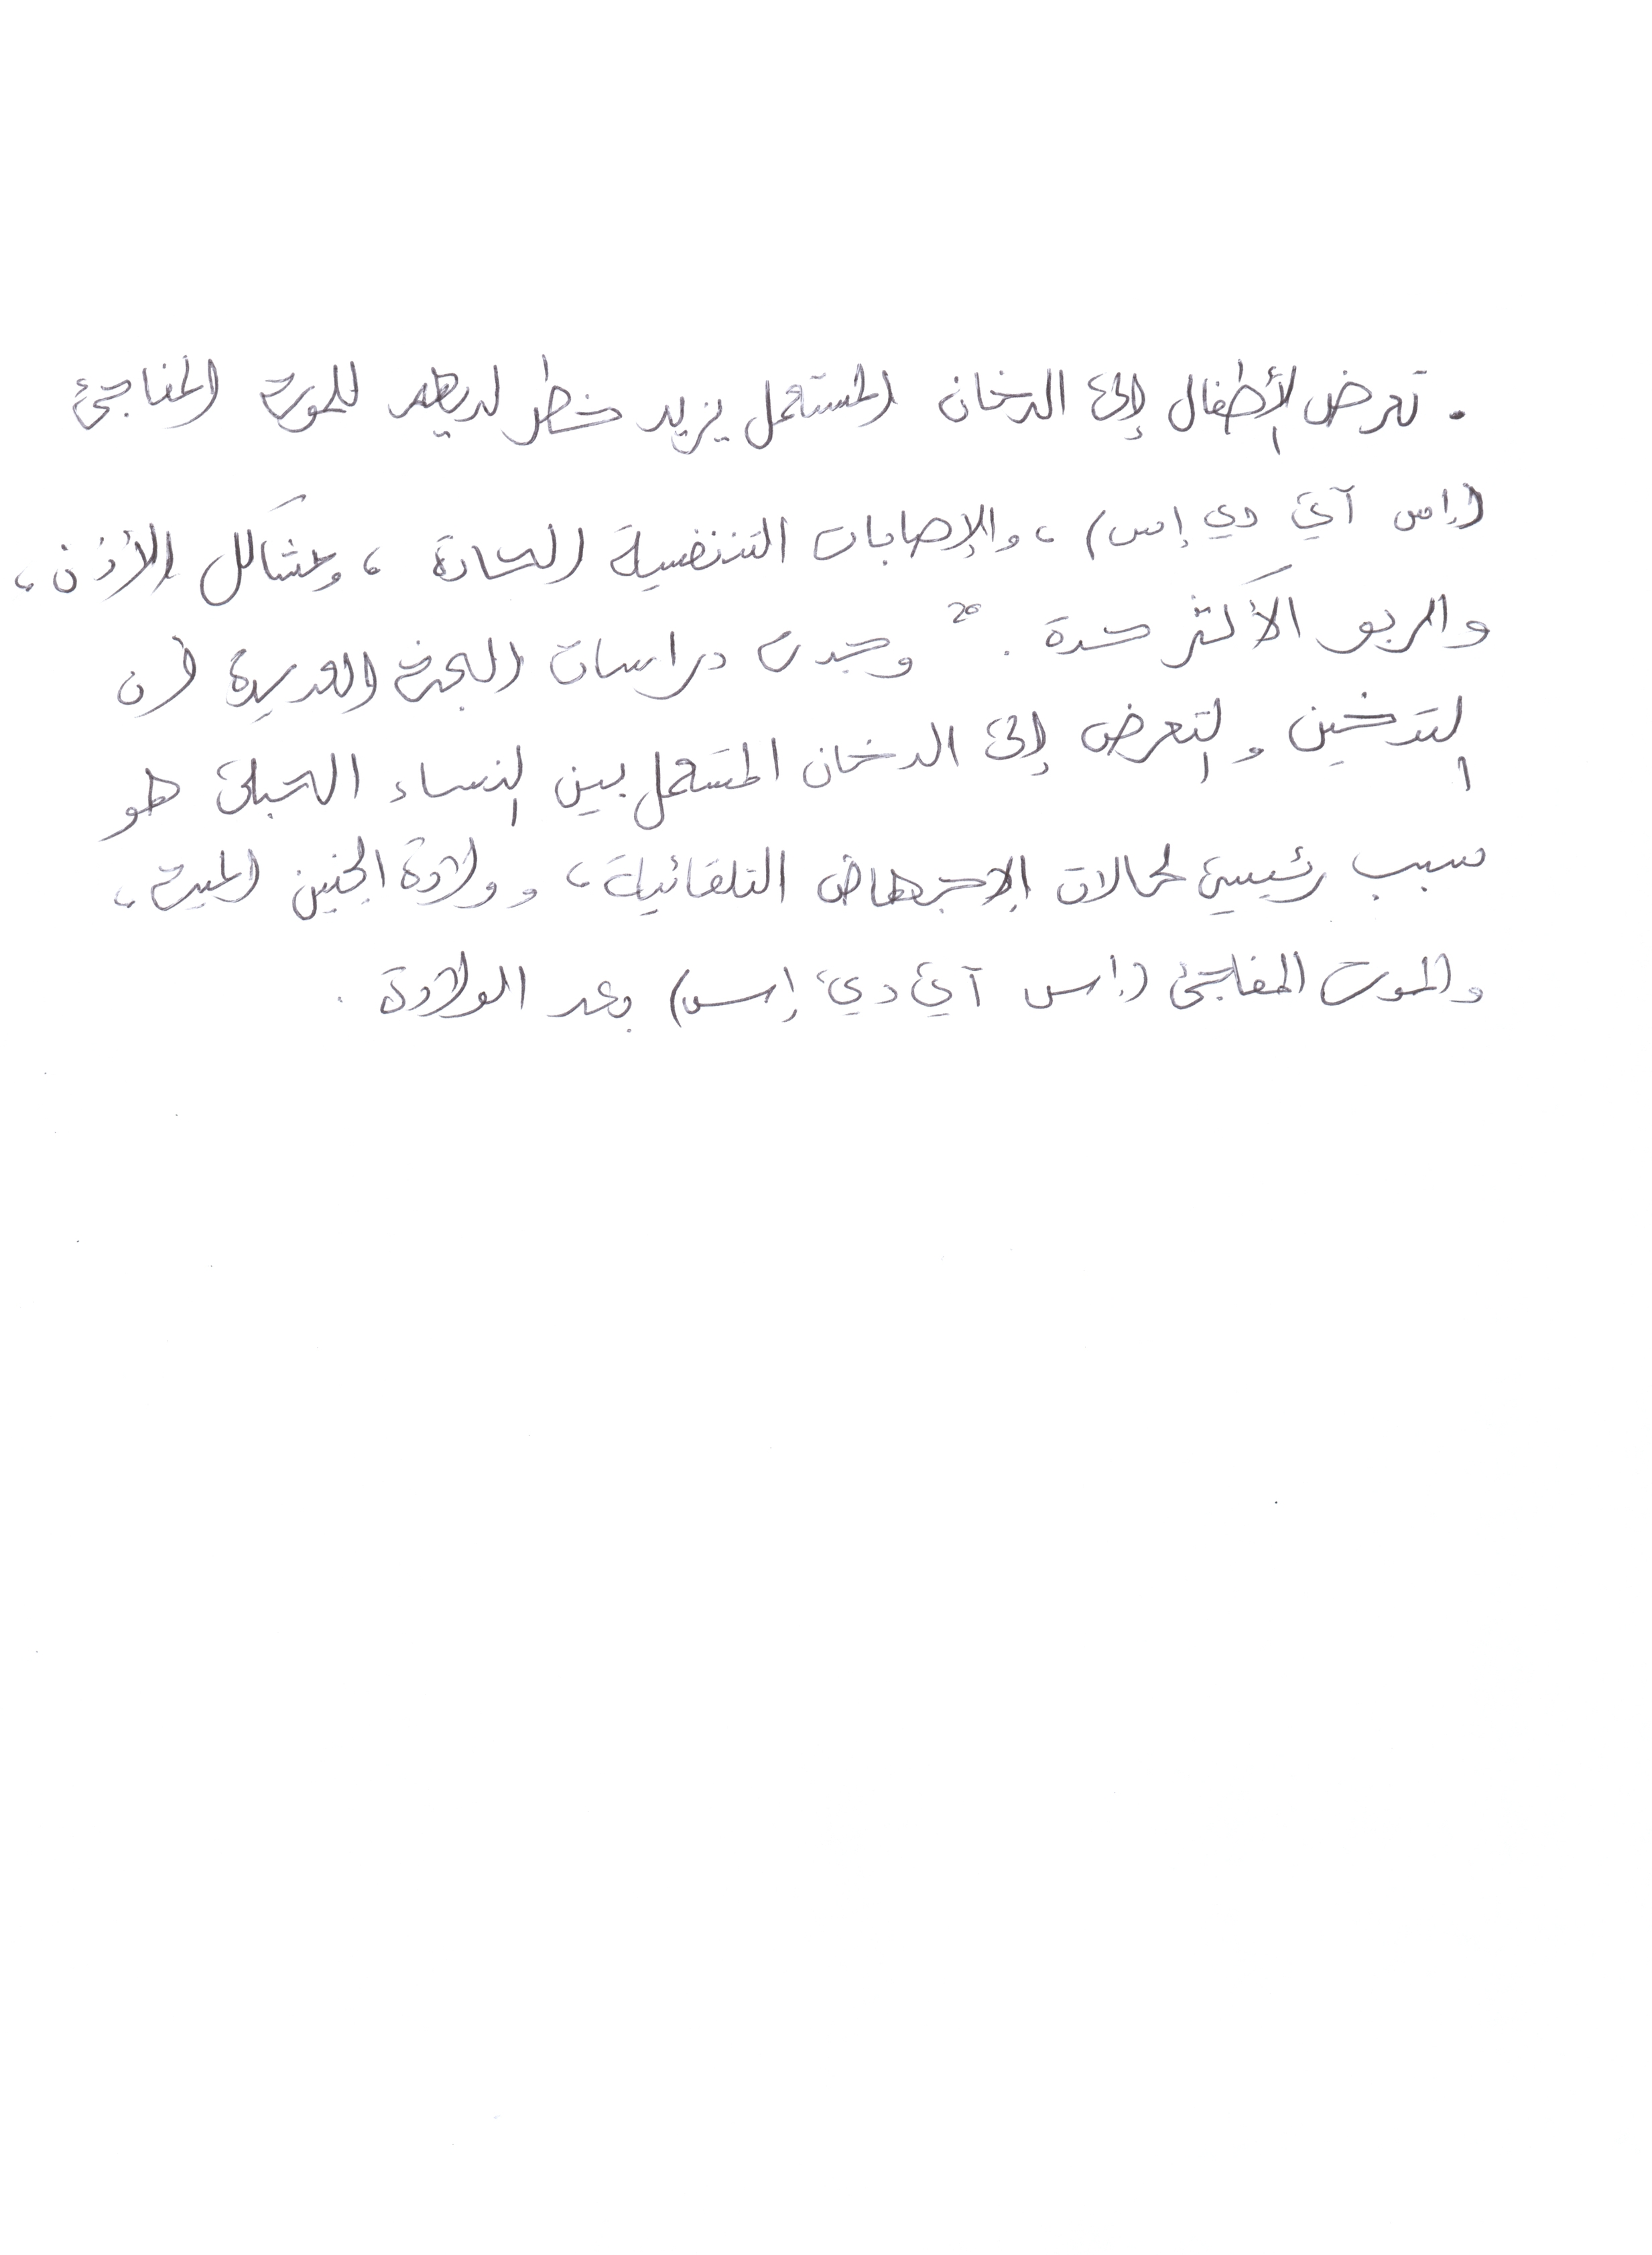 . تعرض الأطفال إلى الدخان المستعمل يزيد خطر لديهم للموت المفاجئ
(إس آي دي إس)، والإصابات التنفسية الحادة، ومشاكل الأذن،
والربو الأكثر حدة. 20 وجدت دراسات البحث العديدة أن
التدخين والتعرض إلى الدخان المستعمل بين النساء الحبلى هو
سبب رئيسي لحالات الإجهاض التلقائية، وولادة الجنين الميت،
والموت المفاجئ (إس آي دي إس) بعد الولادة.